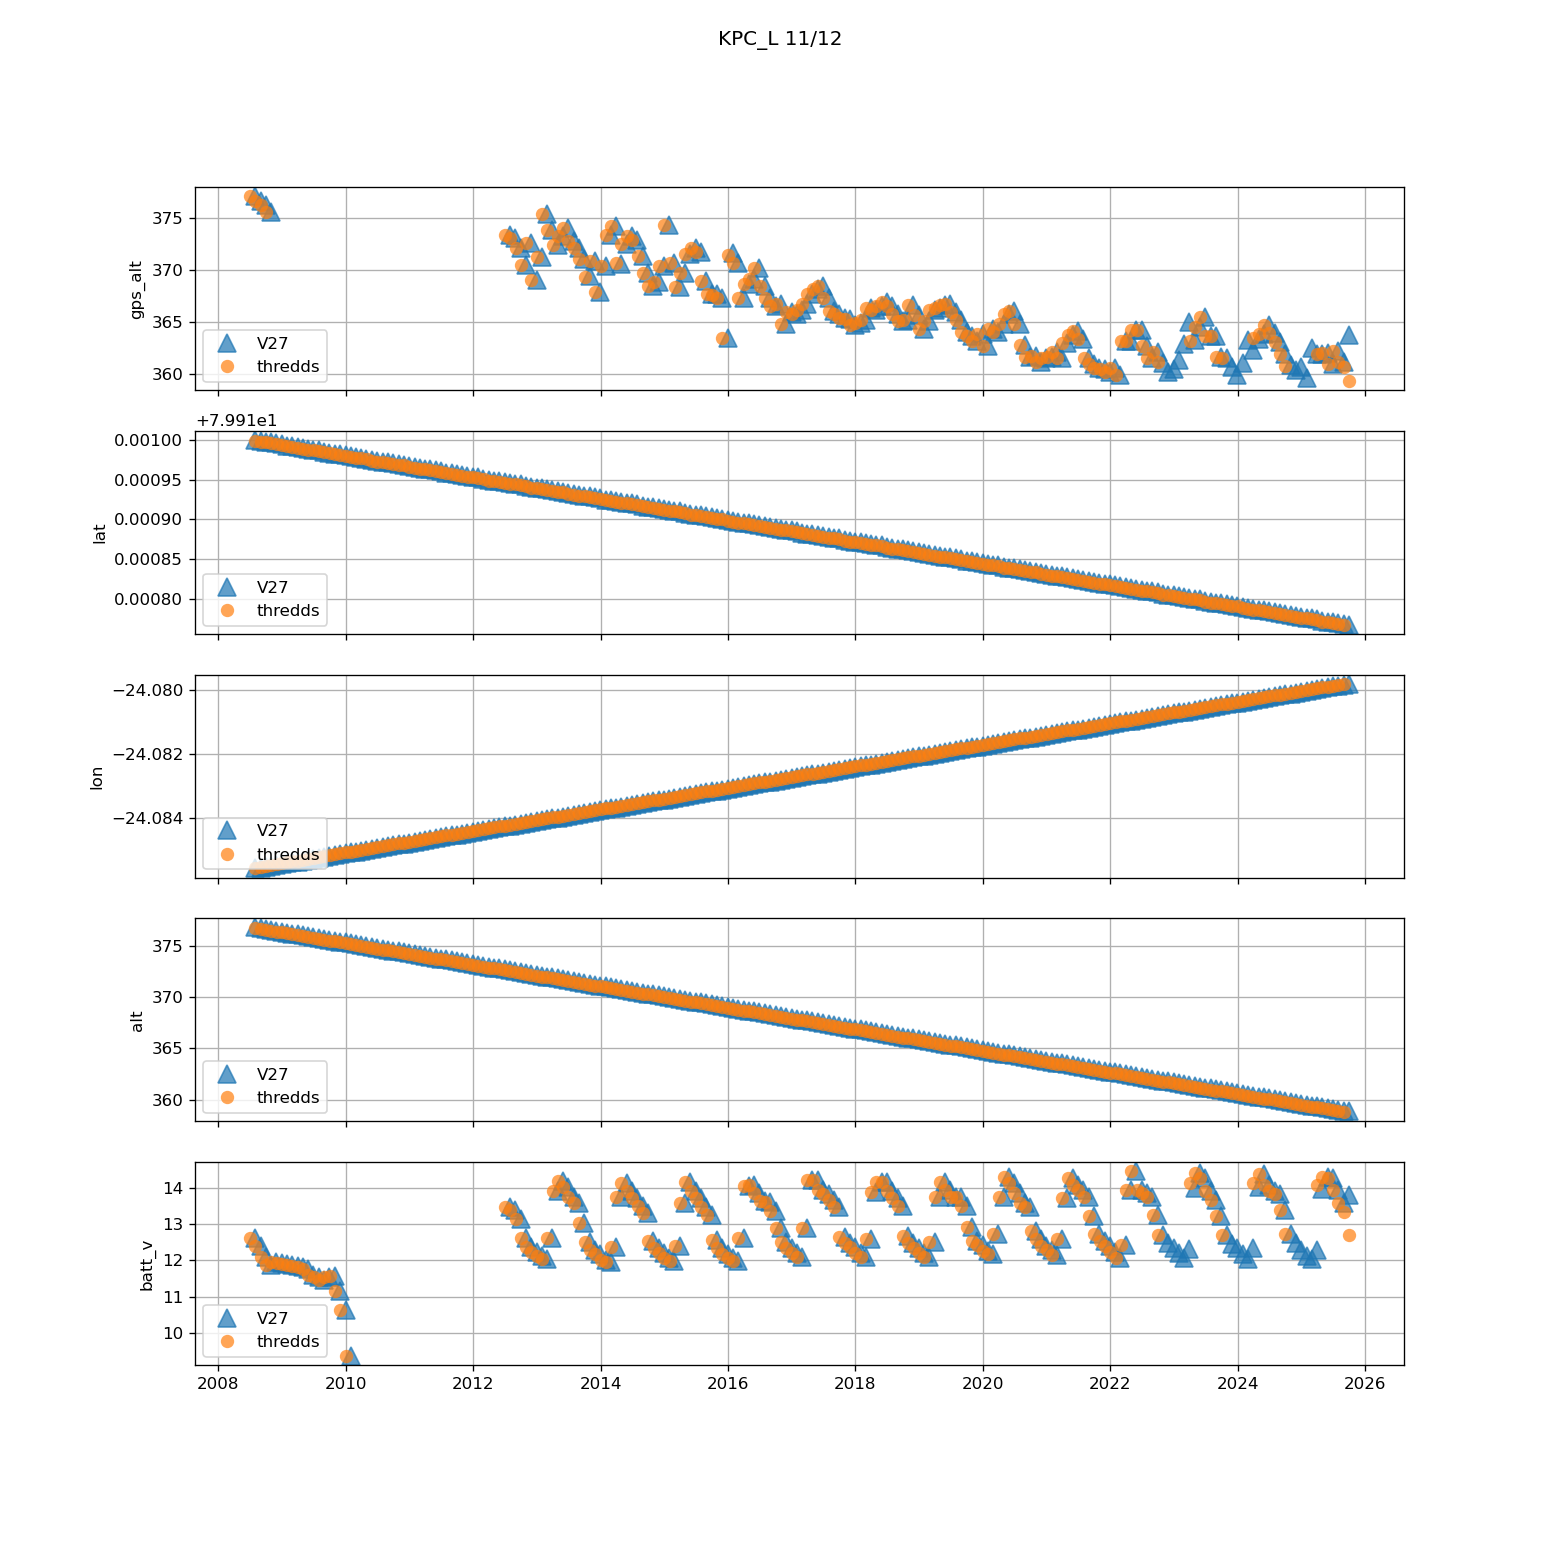 KPC_L 11/12
375
370
365
360
gps_alt
V27
thredds
+7.991e1
0.00100
0.00095
0.00090
0.00085
0.00080
lat
V27
thredds
−24.080
−24.082
−24.084
lon
V27
thredds
375
370
365
360
alt
V27
thredds
14
13
12
11
10
batt_v
V27
thredds
2008 2010 2012 2014 2016 2018 2020 2022 2024 2026